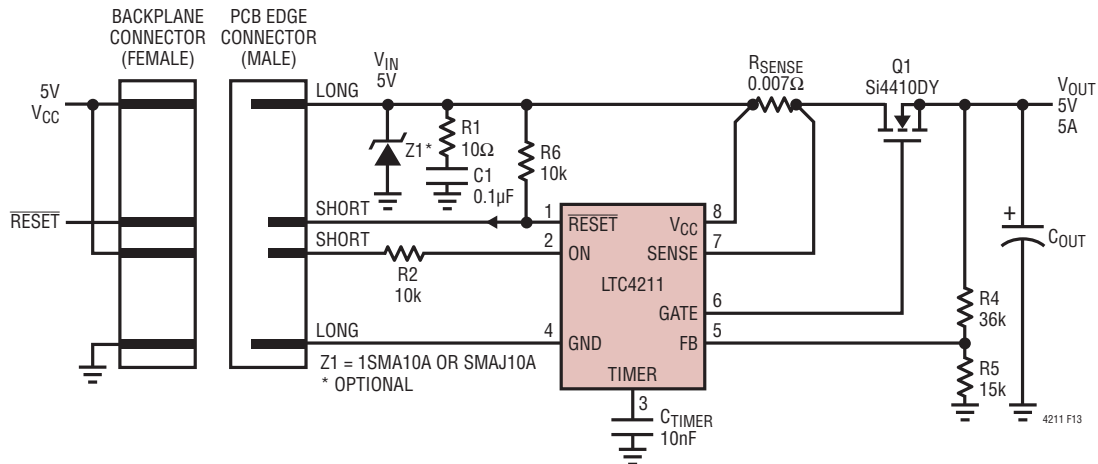 BACKPLANE
CONNECTOR
(FEMALE)
PCB EDGE
CONNECTOR
(MALE)
5V
VCC
RESET
LONG
VIN
5V
Z1*
R1
10Ω
C1
0.1µF
R6
10k
RSENSE
0.007Ω
Q1
Si4410DY
VOUT
5V
5A
SHORT
SHORT
R2
10k
LONG
Z1 = 1SMA10A OR SMAJ10A
* OPTIONAL
1
RESET
2
ON
4
GND
LTC4211
VCC
8
SENSE
7
GATE
6
FB
5
TIMER
3
CTIMER
10nF
+
COUT
R4
36k
R5
15k
4211 F13